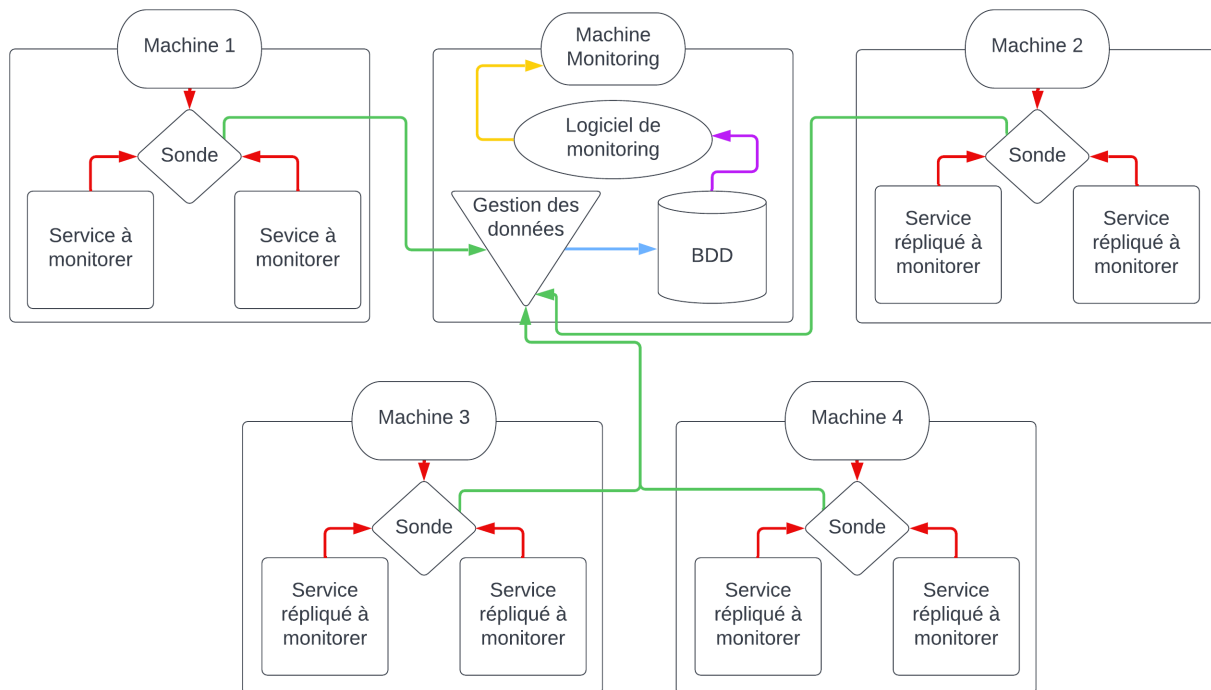 Machine 1
Machine
Monitoring
Machine 2
Logiciel de
monitoring
Sonde
Sonde
Gestion des
données
Service à
monitorer
Sevice à
monitorer
BDD
Service
répliqué à
monitorer
Service
répliqué à
monitorer
Machine 3
Machine 4
Sonde
Sonde
Service
répliqué à
monitorer
Service
répliqué à
monitorer
Service
répliqué à
monitorer
Service
répliqué à
monitorer